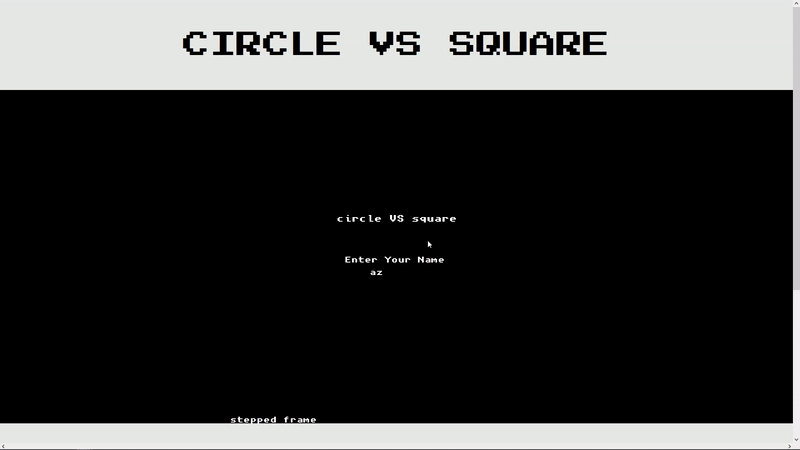 CIRCLE VS SQUARE
circle VS square
Enter Your Name
az
stepped frame